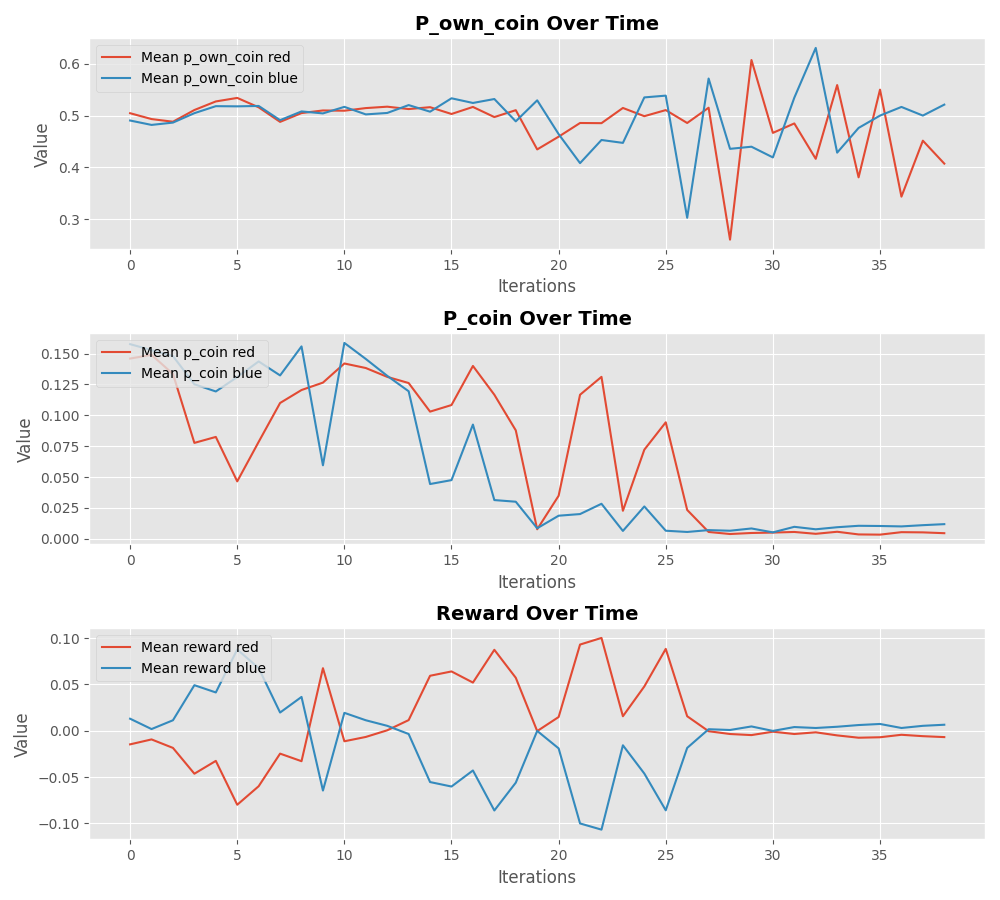 P_own_coin Over Time
Mean p_own_coin red
Mean p_own_coin blue
Value
0.6
0.5
0.4
0.3
0 5 10 15 20 25 30 35
Iterations
P_coin Over Time
Mean p_coin red
Mean p_coin blue
Value
0.150
0.125
0.100
0.075
0.050
0.025
0.000
0 5 10 15 20 25 30 35
Iterations
Reward Over Time
Mean reward red
Mean reward blue
Value
0.10
0.05
0.00
−0.05
−0.10
0 5 10 15 20 25 30 35
Iterations